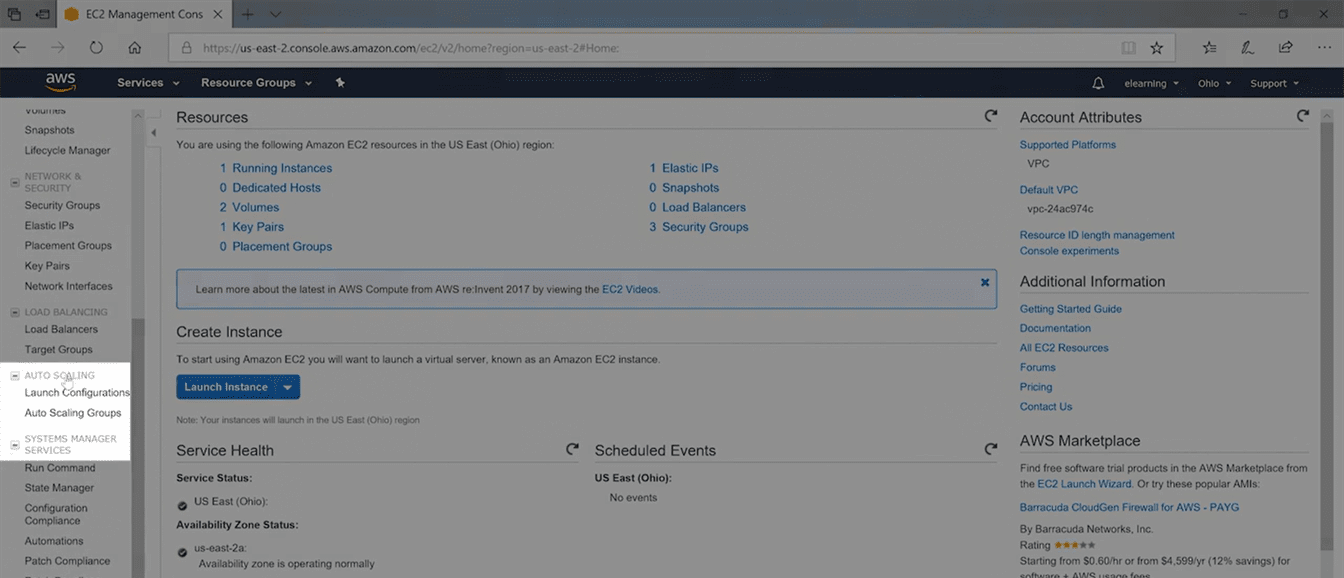 EC2 Management Cons
https://us-east-2.console.aws.amazon.com/ec2/v2/home?region=us-east-2#Home:
aws
Services
Resource Groups
elearning
Ohio
Support
Volumes
Snapshots
Lifecycle Manager
NETWORK &
SECURITY
Security Groups
Elastic IPs
Placement Groups
Key Pairs
Network Interfaces
LOAD BALANCING
Load Balancers
Target Groups
AUTO SCALING
Launch Configurations
Auto Scaling Groups
SYSTEMS MANAGER
SERVICES
Run Command
State Manager
Configuration
Compliance
Automations
Patch Compliance
Resources
You are using the following Amazon EC2 resources in the US East (Ohio) region:
1 Running Instances
0 Dedicated Hosts
2 Volumes
1 Key Pairs
0 Placement Groups
1 Elastic IPs
0 Snapshots
0 Load Balancers
3 Security Groups
Learn more about the latest in AWS Compute from AWS re:Invent 2017 by viewing the EC2 Videos.
Create Instance
To start using Amazon EC2 you will want to launch a virtual server, known as an Amazon EC2 instance.
Launch Instance
Note: Your instances will launch in the US East (Ohio) region
Service Health
Service Status:
US East (Ohio):
Availability Zone Status:
us-east-2a:
Availability zone is operating normally
Scheduled Events
US East (Ohio):
No events
Account Attributes
Supported Platforms
VPC
Default VPC
vpc-24ac974c
Resource ID length management
Console experiments
Additional Information
Getting Started Guide
Documentation
All EC2 Resources
Forums
Pricing
Contact Us
AWS Marketplace
Find free software trial products in the AWS Marketplace from
the EC2 Launch Wizard. Or try these popular AMIs:
Barracuda CloudGen Firewall for AWS - PAYG
By Barracuda Networks, Inc.
Rating
Starting from $0.60/hr or from $4,599/yr (12% savings) for
software + AWS usage fees